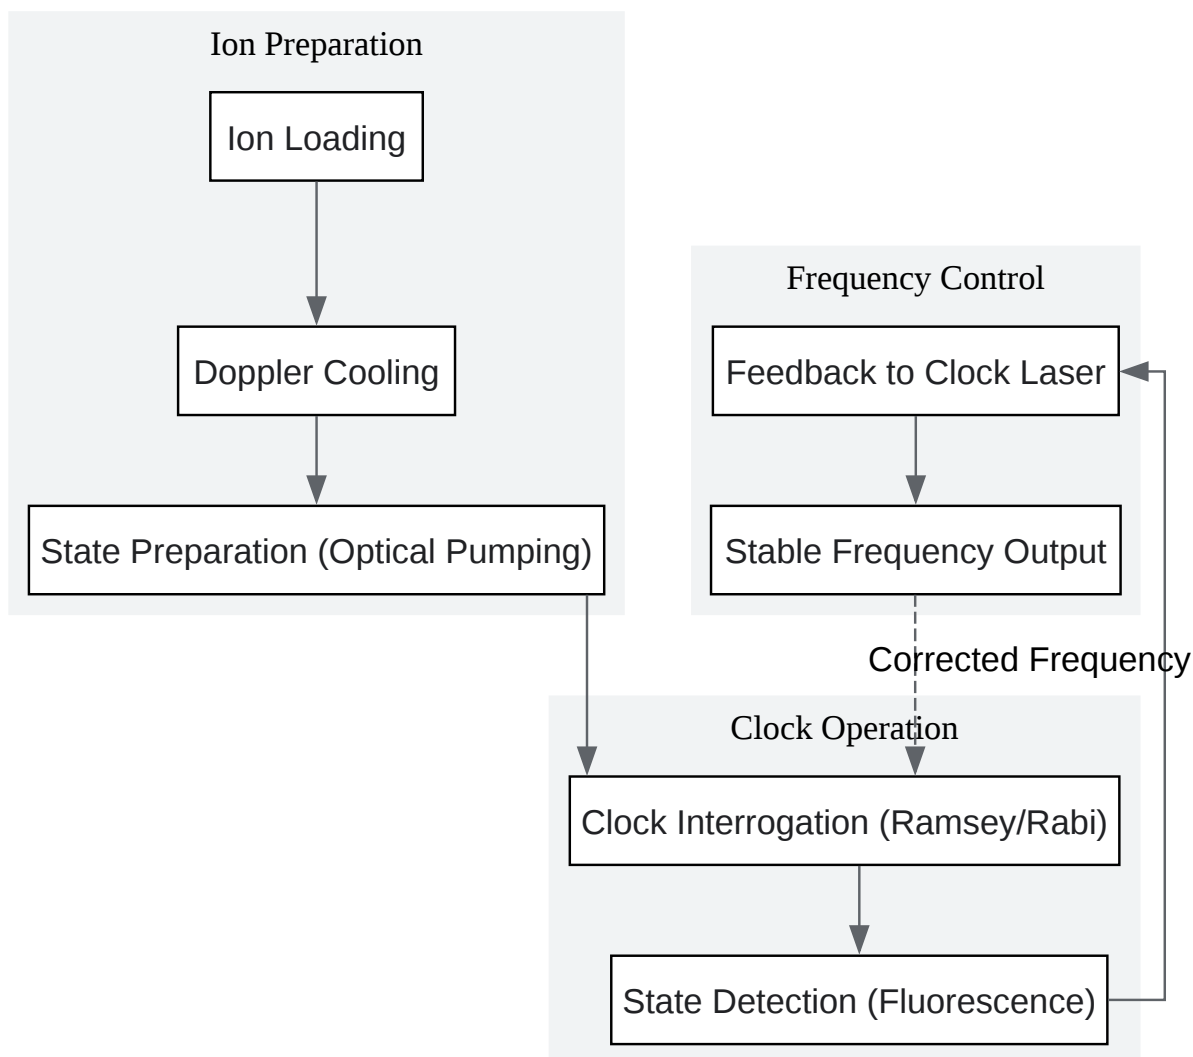 Ion Preparation
Ion Loading
Doppler Cooling
State Preparation (Optical Pumping)
Frequency Control
Feedback to Clock Laser
Stable Frequency Output
Corrected Frequency
Clock Operation
Clock Interrogation (Ramsey/Rabi)
State Detection (Fluorescence)